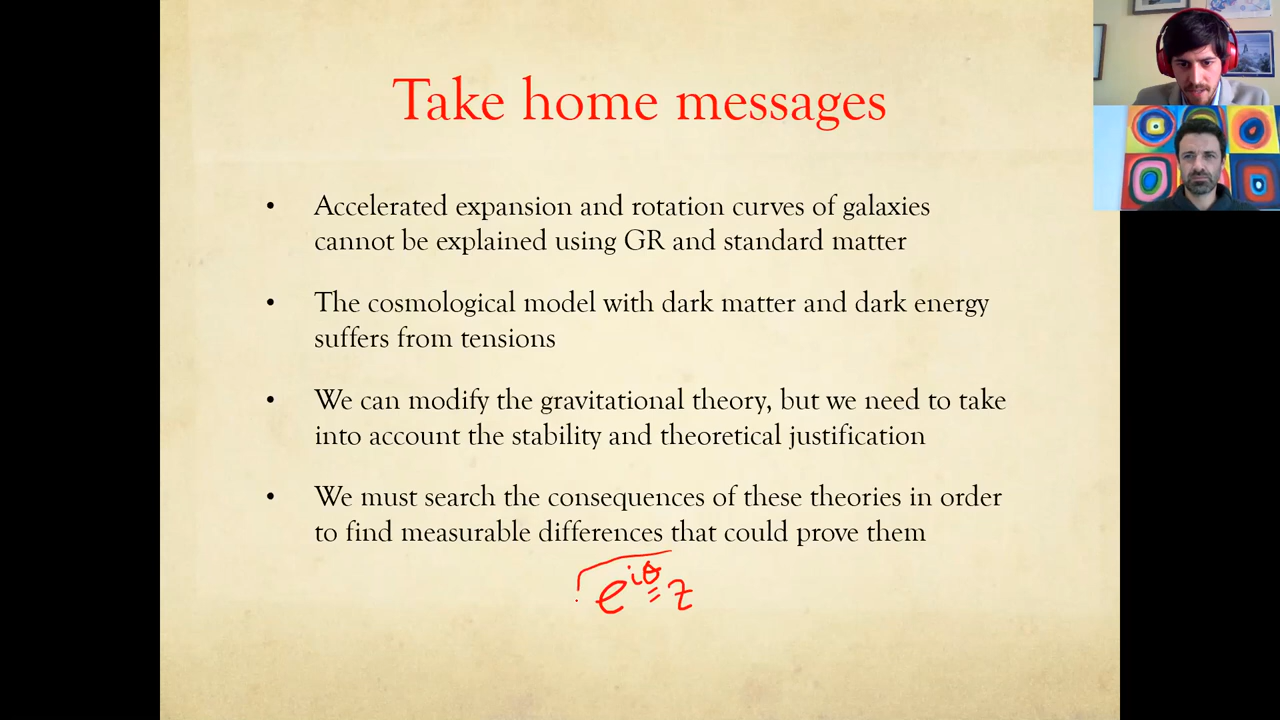 Take home messages
• Accelerated expansion and rotation curves of galaxies
cannot be explained using GR and standard matter
• The cosmological model with dark matter and dark energy
suffers from tensions
• We can modify the gravitational theory, but we need to take
into account the stability and theoretical justification
• We must search the consequences of these theories in order
to find measurable differences that could prove them
e^{iθ} z